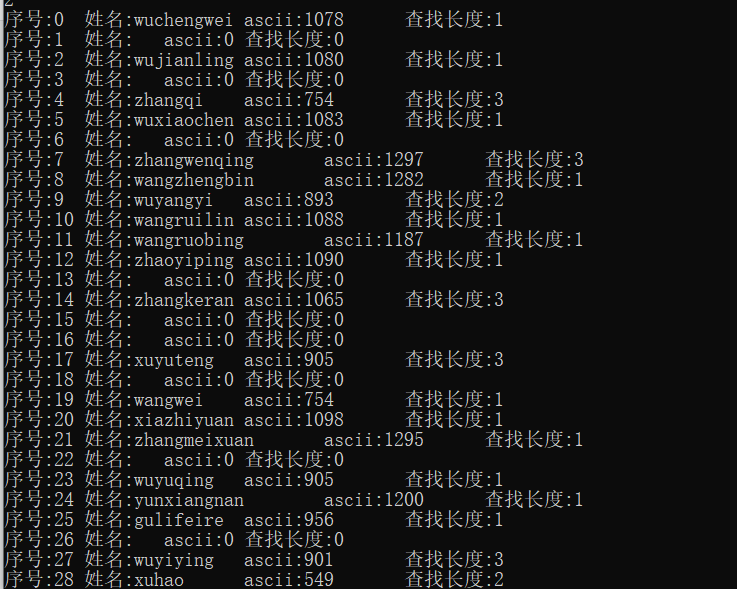 2
序号:0 姓名:wuchengwei ascii:1078 查找长度:1
序号:1 姓名: ascii:0 查找长度:0
序号:2 姓名:wujianling ascii:1080 查找长度:1
序号:3 姓名: ascii:0 查找长度:0
序号:4 姓名:zhangqi ascii:754 查找长度:3
序号:5 姓名:wuxiaochen ascii:1083 查找长度:1
序号:6 姓名: ascii:0 查找长度:0
序号:7 姓名:zhangwenqing ascii:1297 查找长度:3
序号:8 姓名:wangzhengbin ascii:1282 查找长度:1
序号:9 姓名:wuyangyi ascii:893 查找长度:2
序号:10 姓名:wangruilin ascii:1088 查找长度:1
序号:11 姓名:wangruobing ascii:1187 查找长度:1
序号:12 姓名:zhaoyiping ascii:1090 查找长度:1
序号:13 姓名: ascii:0 查找长度:0
序号:14 姓名:zhangkeran ascii:1065 查找长度:3
序号:15 姓名: ascii:0 查找长度:0
序号:16 姓名: ascii:0 查找长度:0
序号:17 姓名:xuyuteng ascii:905 查找长度:3
序号:18 姓名: ascii:0 查找长度:0
序号:19 姓名:wangwei ascii:754 查找长度:1
序号:20 姓名:xiazhiyuan ascii:1098 查找长度:1
序号:21 姓名:zhangmeixuan ascii:1295 查找长度:1
序号:22 姓名: ascii:0 查找长度:0
序号:23 姓名:wuyuqing ascii:905 查找长度:1
序号:24 姓名:yunxiangnan ascii:1200 查找长度:1
序号:25 姓名:gulifeire ascii:956 查找长度:1
序号:26 姓名: ascii:0 查找长度:0
序号:27 姓名:wuyiying ascii:901 查找长度:3
序号:28 姓名:xuhao ascii:549 查找长度:2